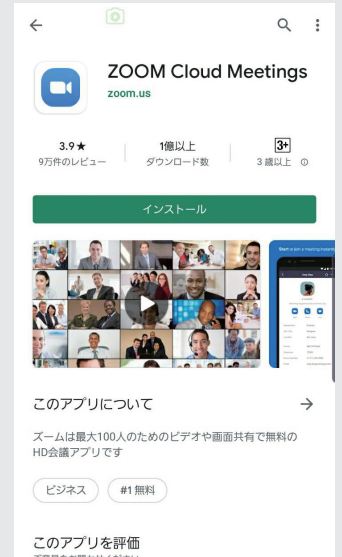 ZOOM Cloud Meetings
zoom.us
3.9★
9万件のレビュー
1億以上
ダウンロード数
3+
3 歳以上
インストール
このアプリについて
ズームは最大100人のためのビデオや画面共有で無料の
HD会議アプリです
ビジネス
#1 無料
このアプリを評価